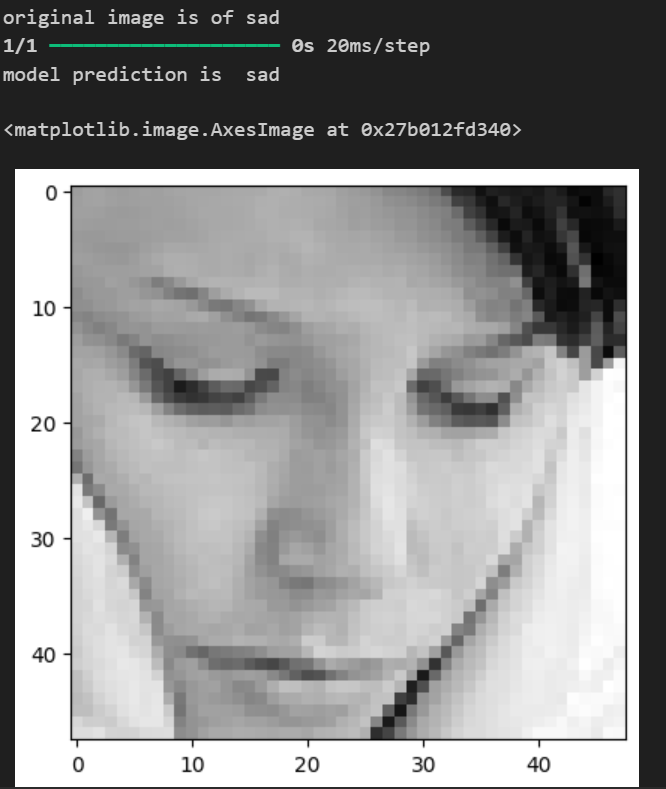 original image is of sad
1/1 ━━━━━━━━━━━━━━━━━━━━ 0s 20ms/step
model prediction is  sad
<matplotlib.image.AxesImage at 0x27b012fd340>
0
10
20
30
40
0 10 20 30 40